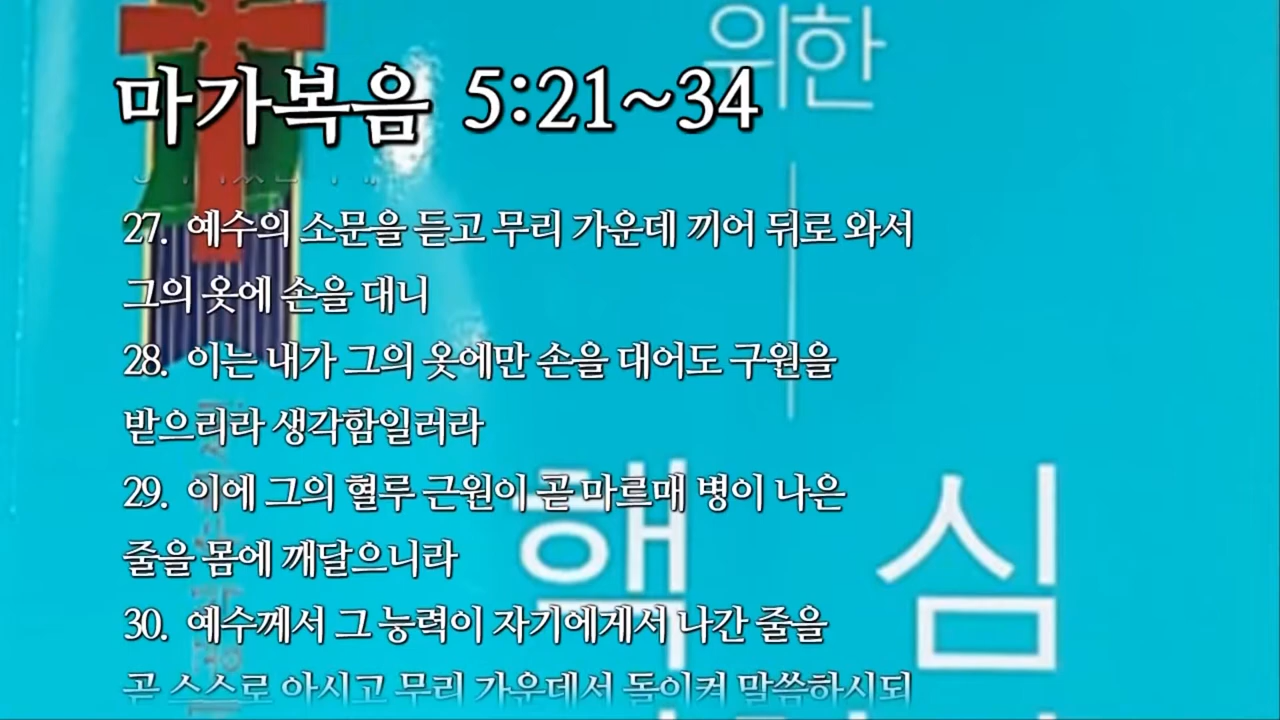 위한
마가복음 5:21~34
27. 예수의 소문을 듣고 무리 가운데 끼어 뒤로 와서
그의 옷에 손을 대니
28. 이는 내가 그의 옷에만 손을 대어도 구원을
받으리라 생각함일러라
29. 이에 그의 혈루 근원이 곧 마르매 병이 나은
줄을 몸에 깨달으니라
핵 심
30. 예수께서 그 능력이 자기에게서 나간 줄을
곧 스스로 아시고 무리 가운데서 돌이켜 말씀하시되